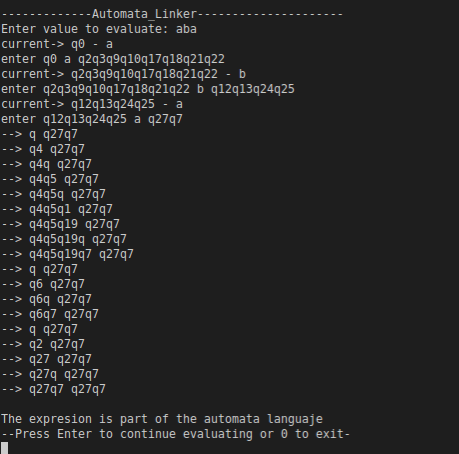 -------------Automata_Linker---------------------
Enter value to evaluate: aba
current-> q0 - a
enter q0 a q2q3q9q10q17q18q21q22
current-> q2q3q9q10q17q18q21q22 - b
enter q2q3q9q10q17q18q21q22 b q12q13q24q25
current-> q12q13q24q25 - a
enter q12q13q24q25 a q27q7
--> q q27q7
--> q4 q27q7
--> q4q q27q7
--> q4q5 q27q7
--> q4q5q q27q7
--> q4q5q1 q27q7
--> q4q5q19 q27q7
--> q4q5q19q q27q7
--> q4q5q19q7 q27q7
--> q q27q7
--> q6 q27q7
--> q6q q27q7
--> q6q7 q27q7
--> q q27q7
--> q2 q27q7
--> q27 q27q7
--> q27q q27q7
--> q27q7 q27q7
The expresion is part of the automata languaje
--Press Enter to continue evaluating or 0 to exit-